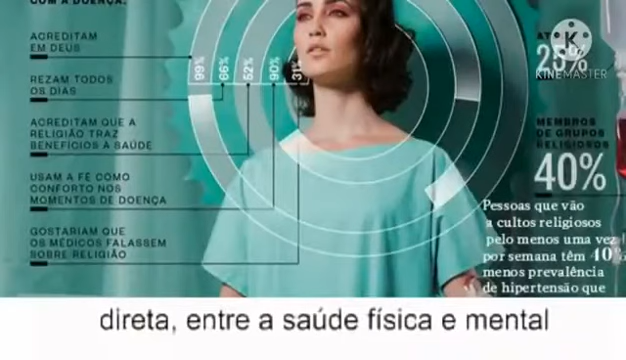 COM A DOENÇA.
ACREDITAM
EM DEUS
REZAM TODOS
OS DIAS
ACREDITAM QUE A
RELIGIÃO TRAZ
BENEFÍCIOS À SAÚDE
USAM A FÉ COMO
CONFORTO NOS
MOMENTOS DE DOENÇA
GOSTARIAM QUE
OS MÉDICOS FALASSEM
SOBRE RELIGIÃO
99%
66%
52%
90%
31%
ATÉ
25%
KINEMASTER
MEMBROS
DE GRUPOS
RELIGIOSOS
40%
Pessoas que vão
a cultos religiosos
pelo menos uma vez
por semana têm 40%
menos prevalência
de hipertensão que
direta, entre a saúde física e mental